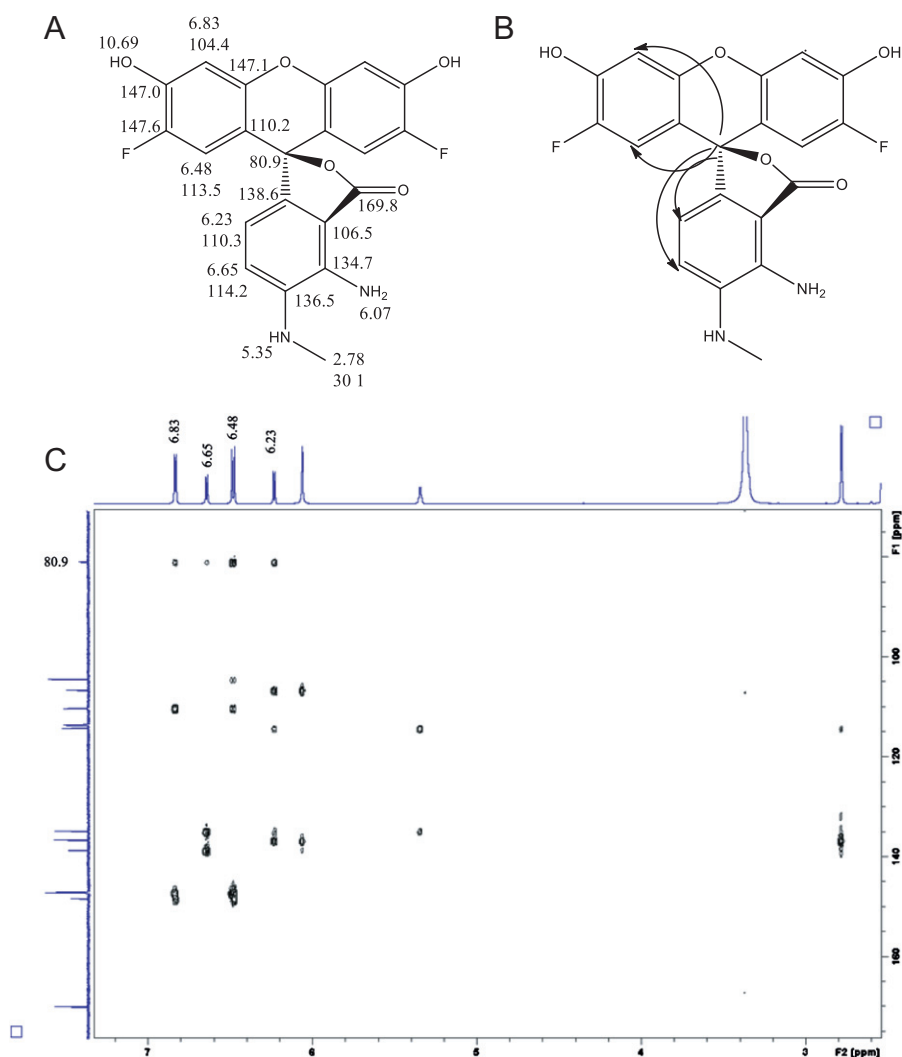 A
6.83
10.69
104.4
HO
147.1
O
OH
147.0
147.6
110.2
F
F
6.48
80.9
O
113.5
138.6
O
169.8
6.23
110.3
106.5
6.65
134.7
114.2
136.5
NH2
6.07
5.35
HN
2.78
30 1
B
HO
O
OH
F
F
O
O
NH2
HN
C
6.83
6.65
6.48
6.23
80.9
F1 [ppm]
100
120
140
160
7
6
5
4
3
F2 [ppm]